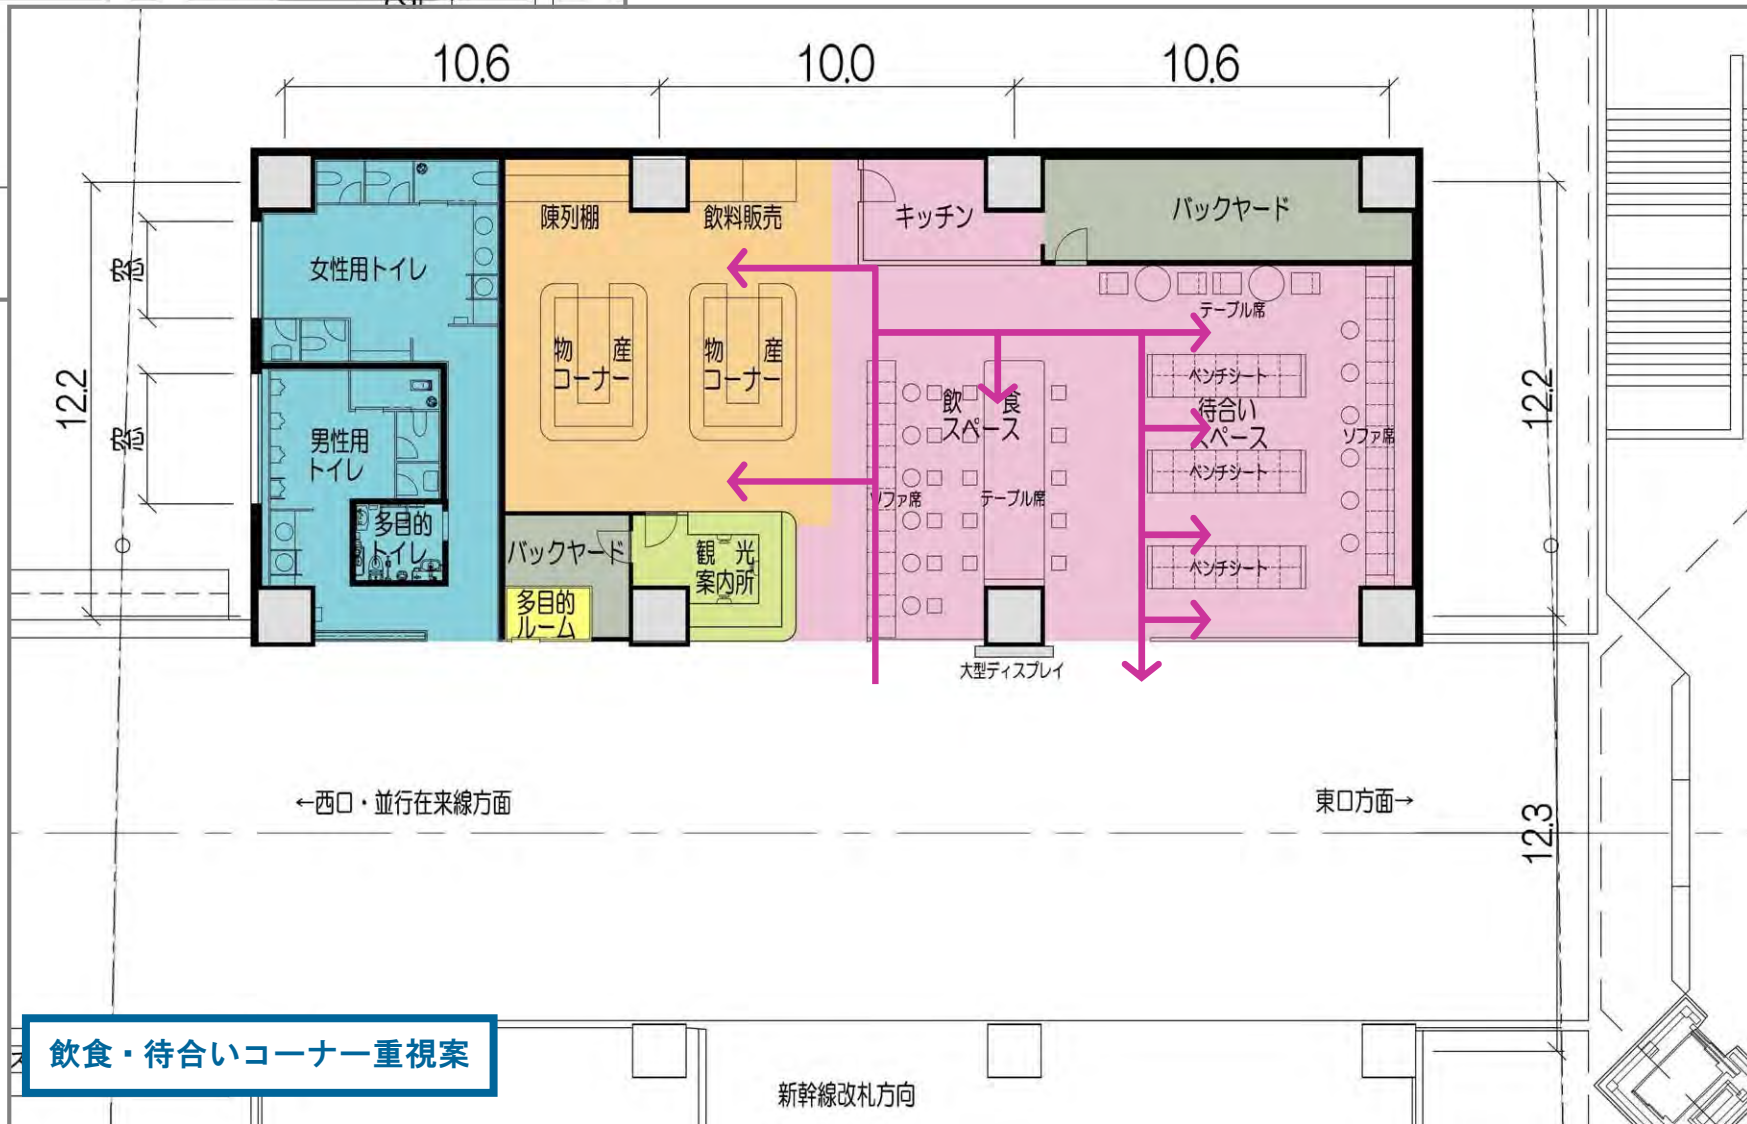 10.6
10.0
10.6
陳列棚
飲料販売
キッチン
バックヤード
女性用トイレ
窓
窓
12.2
12.2
物産
コーナー
物産
コーナー
テーブル席
ベンチシート
飲食
スペース
待合い
スペース
ソファ席
ベンチシート
男性用
トイレ
多目的
トイレ
ソファ席
テーブル席
バックヤード
観光
案内所
ベンチシート
多目的
ルーム
大型ディスプレイ
←西口・並行在来線方面
東口方面→
12.3
飲食・待合いコーナー重視案
新幹線改札方向